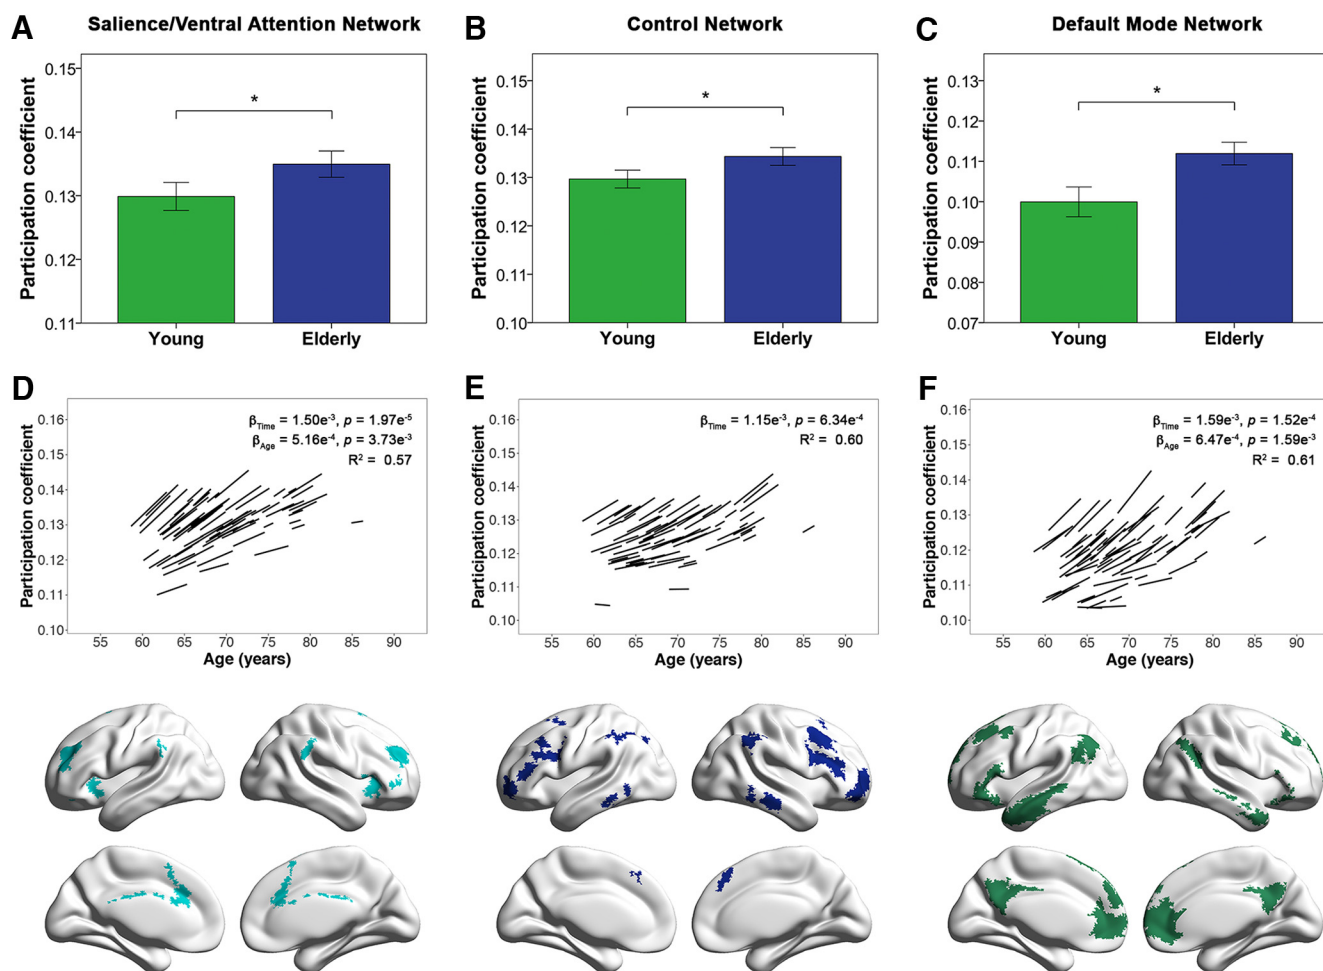 A Salience/Ventral Attention Network
B Control Network
C Default Mode Network
Participation coefficient
0.15
0.14
0.13
0.12
0.11
*
Young Elderly
Participation coefficient
0.15
0.14
0.13
0.12
0.11
0.10
*
Young Elderly
Participation coefficient
0.13
0.12
0.11
0.10
0.09
0.08
0.07
*
Young Elderly
D
Participation coefficient
0.16
0.15
0.14
0.13
0.12
0.11
0.10
βTime = 1.50e-3, p = 1.97e-5
βAge = 5.16e-4, p = 3.73e-3
R2 = 0.57
55 60 65 70 75 80 85 90
Age (years)
E
Participation coefficient
0.16
0.15
0.14
0.13
0.12
0.11
0.10
βTime = 1.15e-3, p = 6.34e-4
R2 = 0.60
55 60 65 70 75 80 85 90
Age (years)
F
Participation coefficient
0.16
0.15
0.14
0.13
0.12
0.11
0.10
βTime = 1.59e-3, p = 1.52e-4
βAge = 6.47e-4, p = 1.59e-3
R2 = 0.61
55 60 65 70 75 80 85 90
Age (years)